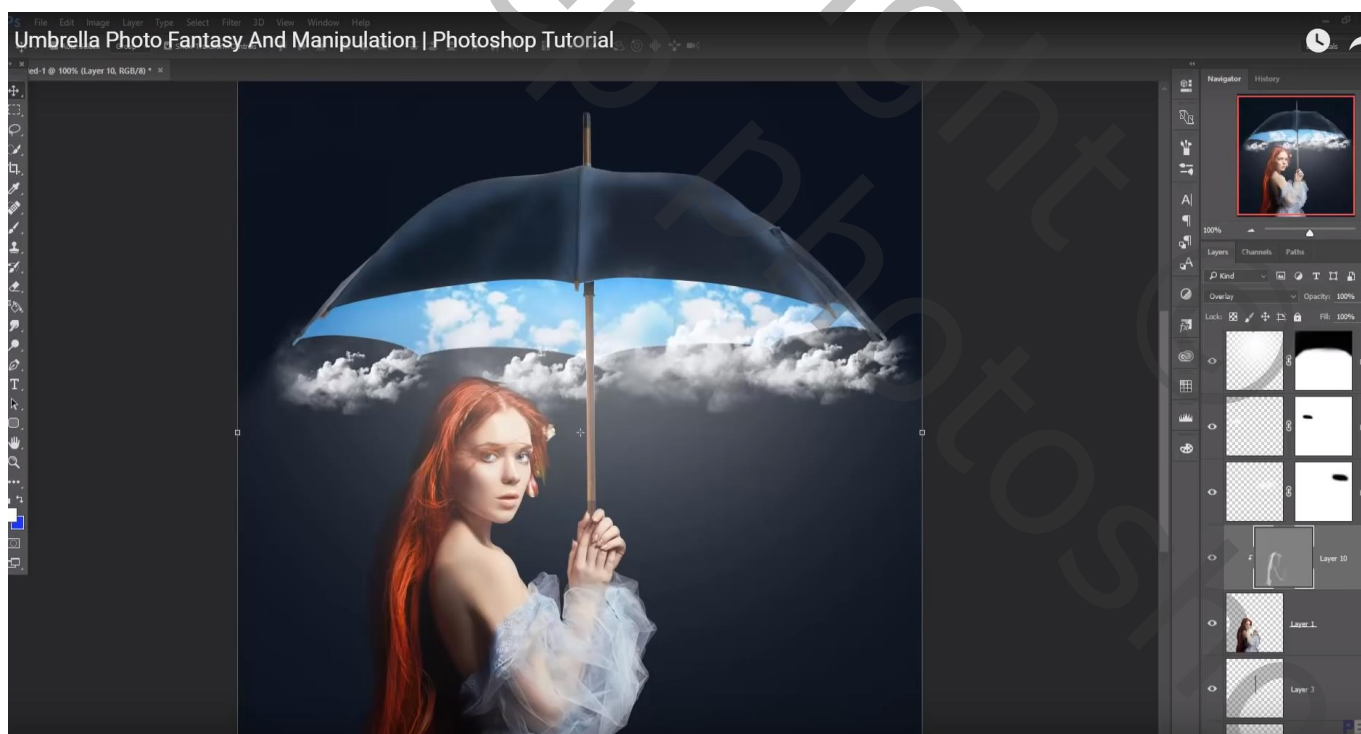 File Edit Image Layer Type Select Filter 3D View Window Help
Umbrella Photo Fantasy And Manipulation | Photoshop Tutorial
ed-1 @ 100% (Layer 10, RGB/8) * ×
Navigator History
100%
Layers Channels Paths
Kind
Overlay Opacity: 100%
Lock: Fill: 100%
Layer 10
Layer 1
Layer 3